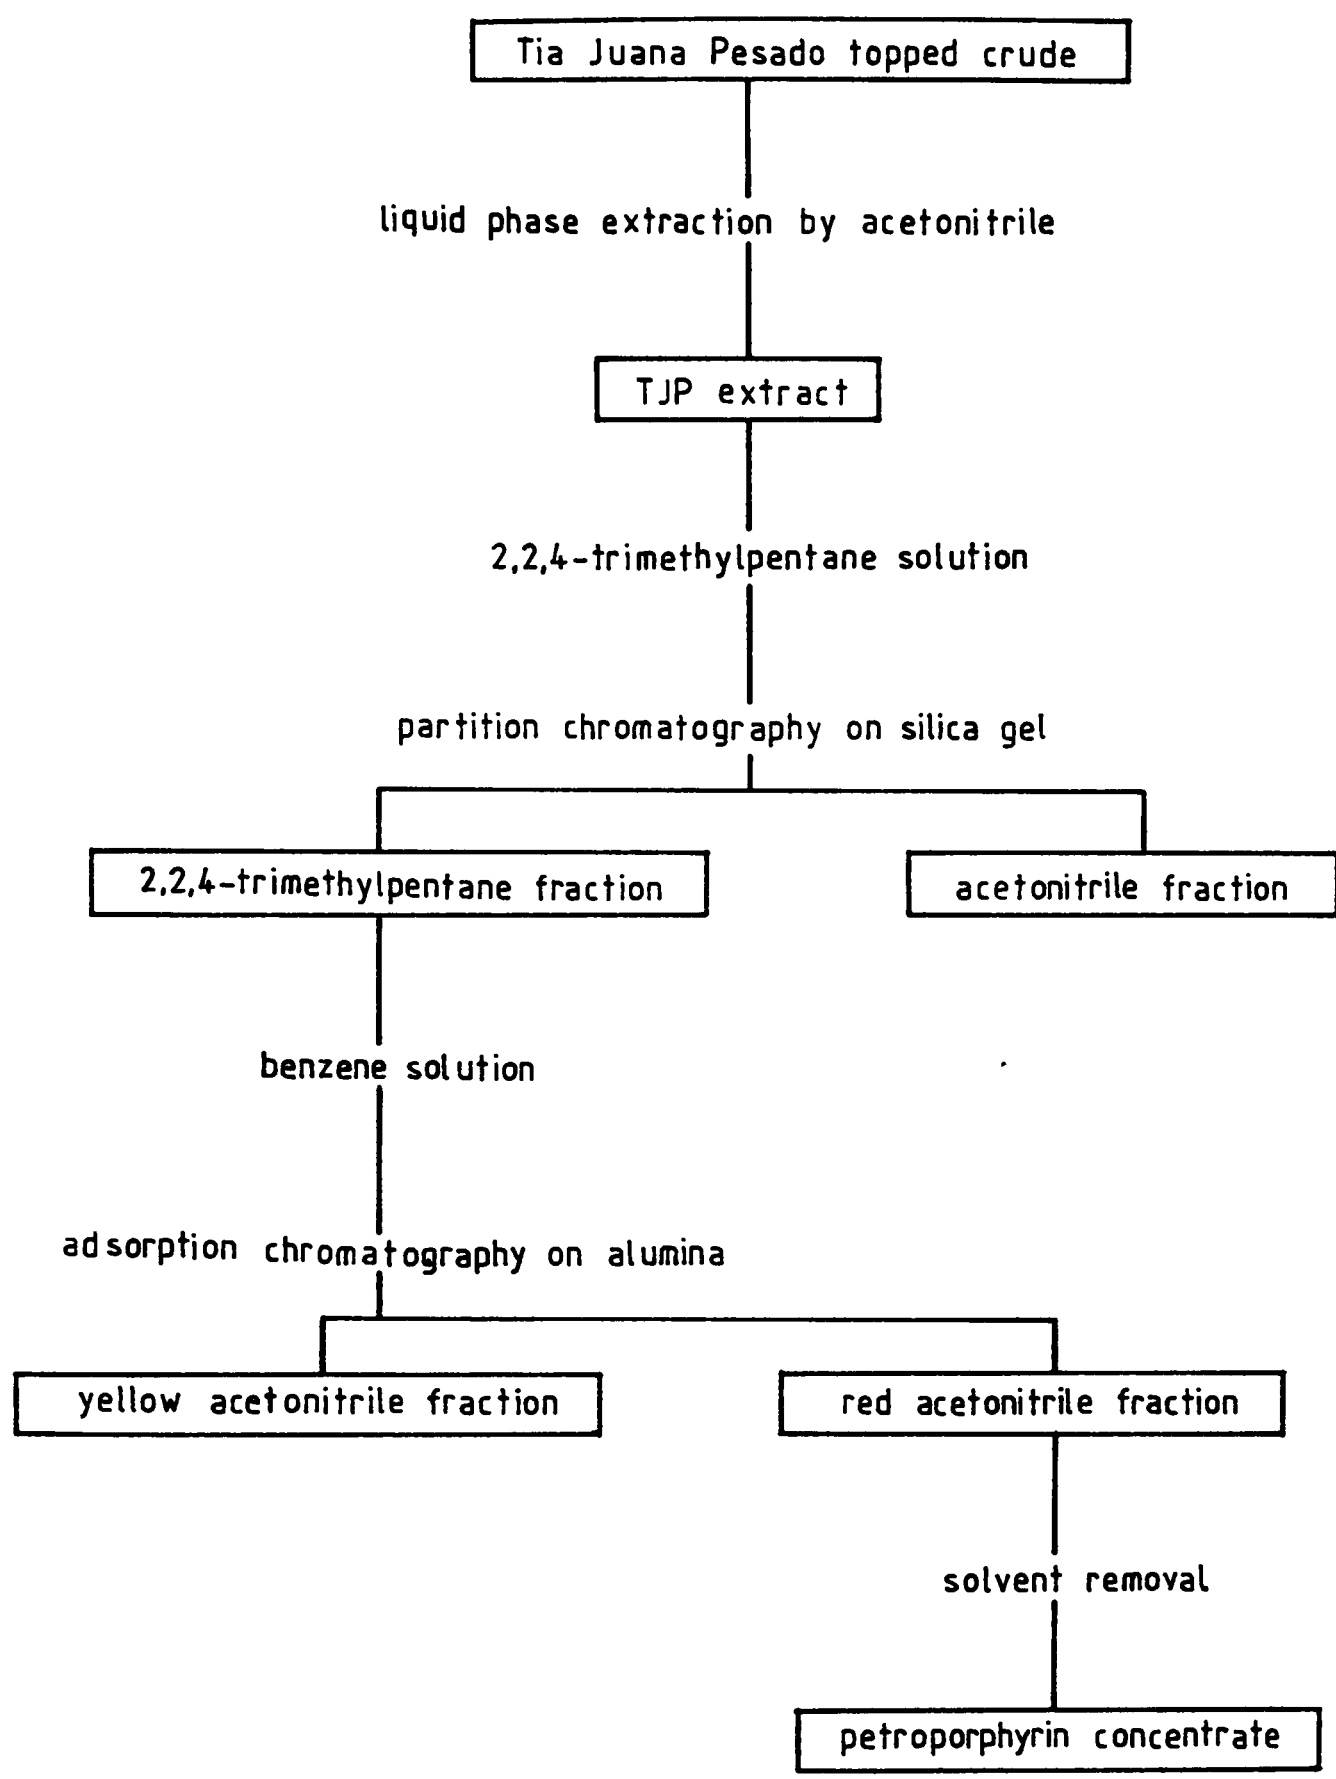 Tia Juana Pesado topped crude
liquid phase extraction by acetonitrile
TJP extract
2,2,4-trimethylpentane solution
partition chromatography on silica gel
2,2,4-trimethylpentane fraction
acetonitrile fraction
benzene solution
adsorption chromatography on alumina
yellow acetonitrile fraction
red acetonitrile fraction
solvent removal
petroporphyrin concentrate